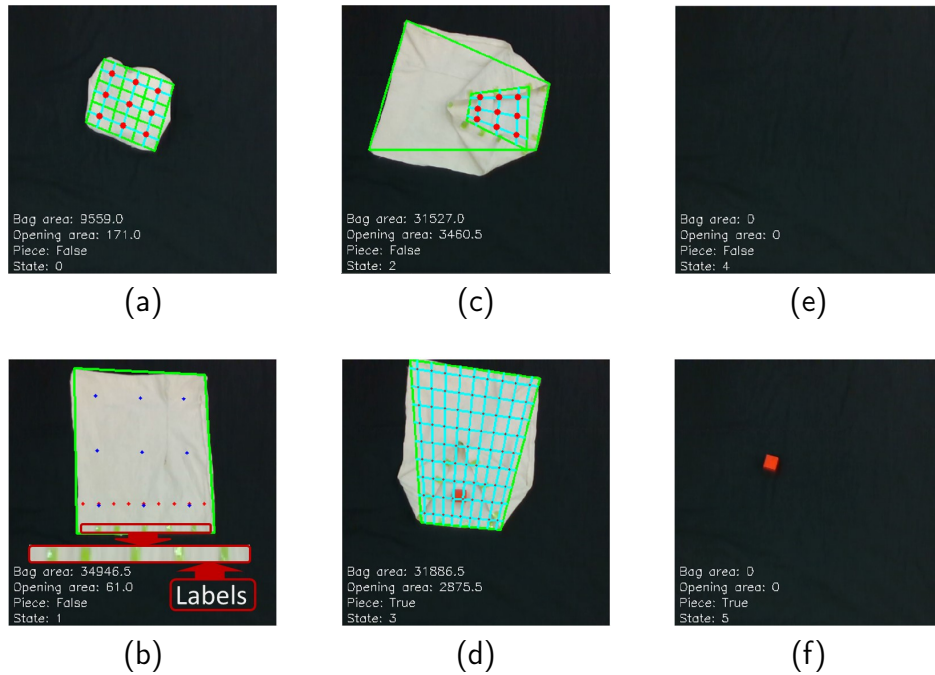 Bag area: 9559.0
Opening area: 171.0
Piece: False
State: 0
(a)
Bag area: 31527.0
Opening area: 3460.5
Piece: False
State: 2
(c)
Bag area: 0
Opening area: 0
Piece: False
State: 4
(e)
Labels
Bag area: 34946.5
Opening area: 61.0
Piece: False
State: 1
(b)
Bag area: 31886.5
Opening area: 2875.5
Piece: True
State: 3
(d)
Bag area: 0
Opening area: 0
Piece: True
State: 5
(f)